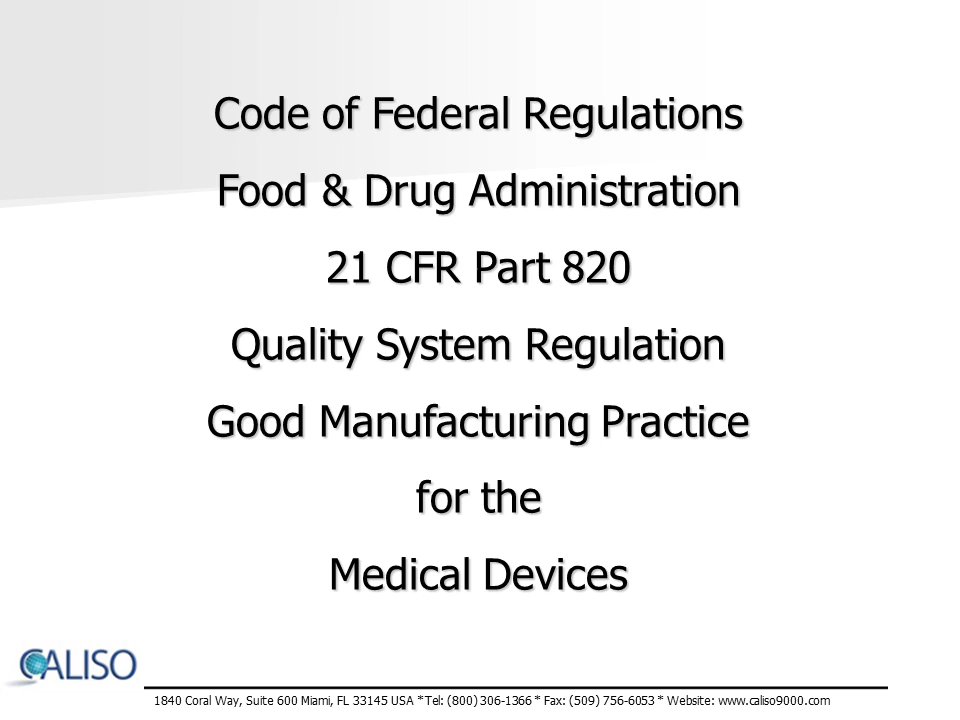 Code of Federal Regulations
Food & Drug Administration
21 CFR Part 820
Quality System Regulation
Good Manufacturing Practice
for the
Medical Devices
CALISO
1840 Coral Way, Suite 600 Miami, FL 33145 USA *Tel: (800) 306-1366 * Fax: (509) 756-6053 * Website: www.caliso9000.com